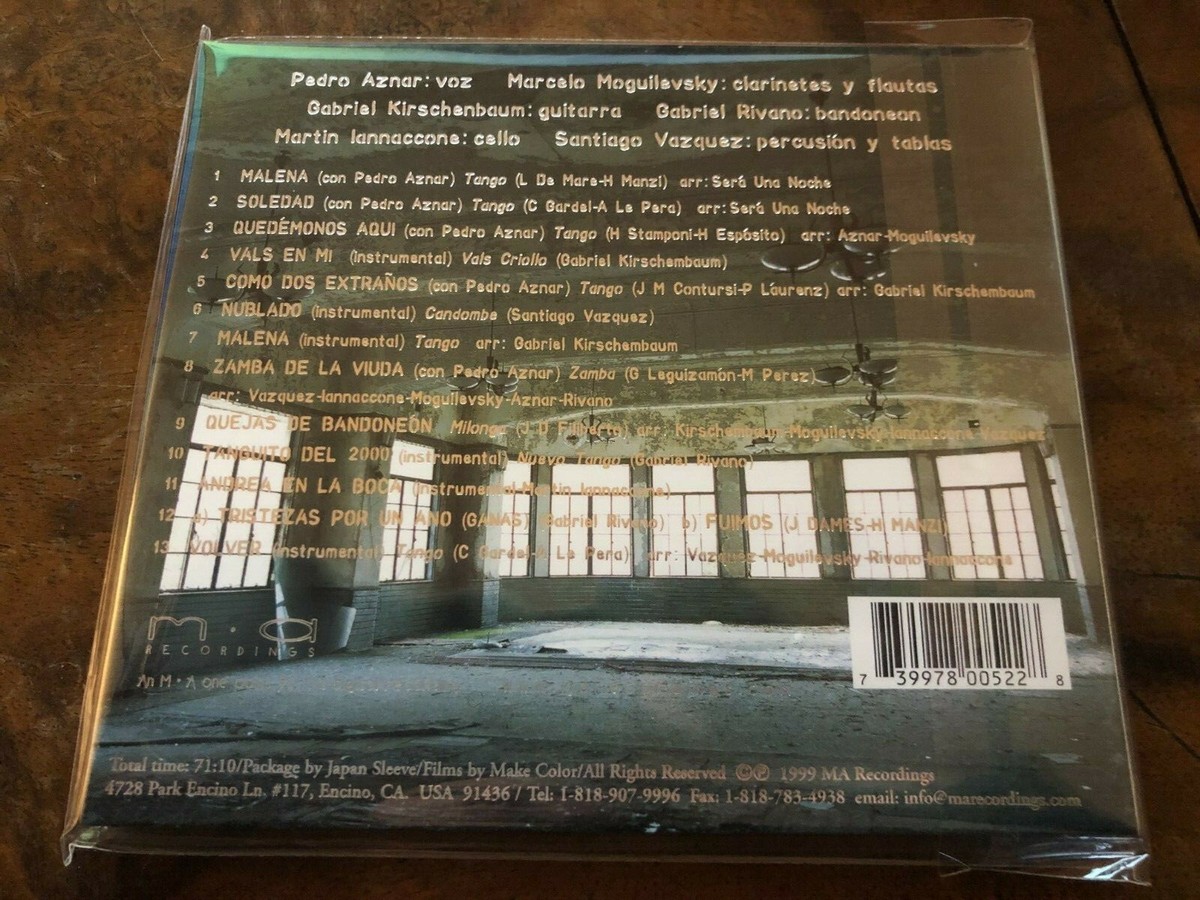 Pedro Aznar: voz   Marcelo Moguilevsky: clarinetes y flautas
Gabriel Kirschenbaum: guitarra   Gabriel Rivano: bandoneon
Martin Iannaccone: cello   Santiago Vazquez: percusión y tablas
1 MALENA (con Pedro Aznar) Tango (L De Mare-H Manzi) arr: Será Una Noche
2 SOLEDAD (con Pedro Aznar) Tango (C Gardel-A Le Pera) arr: Será Una Noche
3 QUEDÉMONOS AQUI (con Pedro Aznar) Tango (H Stamponi-H Espósito) arr: Aznar-Moguilevsky
4 VALS EN MI (instrumental) Vals Criollo (Gabriel Kirschembaum)
5 COMO DOS EXTRAÑOS (con Pedro Aznar) Tango (J M Contursi-P Láurenz) arr: Gabriel Kirschembaum
6 NUBLADO (instrumental) Candombe (Santiago Vazquez)
7 MALENA (instrumental) Tango arr: Gabriel Kirschembaum
8 ZAMBA DE LA VIUDA (con Pedro Aznar) Zamba (G Leguizamón-M Perez)
arr: Vazquez-Iannaccone-Moguilevsky-Aznar-Rivano
9 QUEJAS DE BANDONEÓN Milonga (J D Filiberto) arr: Kirschembaum-Moguilevsky-Iannaccone Vazquez
10 TANGUITO DEL 2000 (instrumental) Nuevo Tango (Gabriel Rivano)
11 ANDREA EN LA BOCA (instrumental-Martin Iannaccone)
12 a) TRISTEZAS POR UN ANO (GANAS) (Gabriel Rivano) b) FUIMOS (J DAMES-H MANZI)
13 VOLVER (instrumental) Tango (C Gardel-A Le Pera) arr: Vazquez-Moguilevsky-Rivano-Iannaccone
m • a
RECORDINGS
An M • A one
7 39978 00522 8
Total time: 71:10/Package by Japan Sleeve/Films by Make Color/All Rights Reserved ©℗ 1999 MA Recordings
4728 Park Encino Ln. #117, Encino, CA. USA 91436 / Tel: 1-818-907-9996 Fax: 1-818-783-4938 email: info@marecordings.com